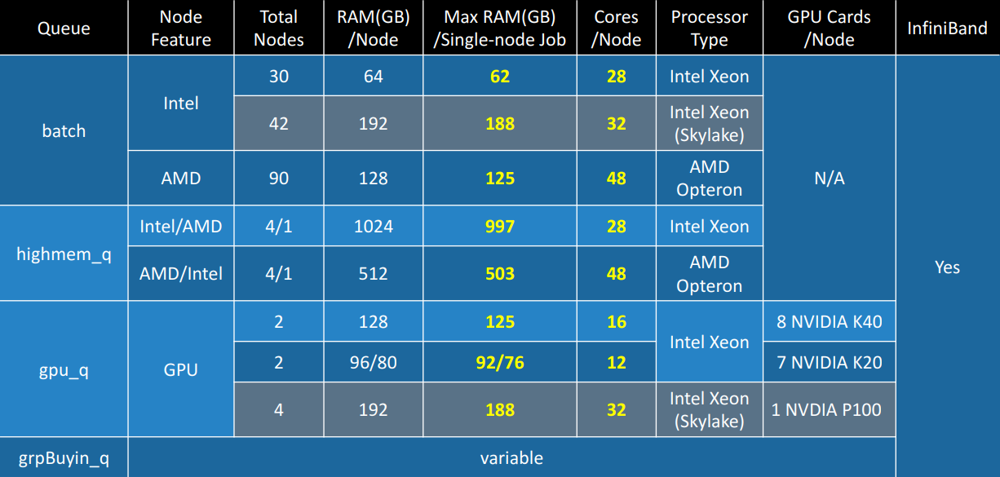 Queue Node Feature Total Nodes RAM(GB) /Node Max RAM(GB) /Single-node Job Cores /Node Processor Type GPU Cards /Node InfiniBand
batch Intel 30 64 62 28 Intel Xeon N/A Yes
42 192 188 32 Intel Xeon (Skylake)
AMD 90 128 125 48 AMD Opteron
highmem_q Intel/AMD 4/1 1024 997 28 Intel Xeon
AMD/Intel 4/1 512 503 48 AMD Opteron
gpu_q GPU 2 128 125 16 Intel Xeon 8 NVIDIA K40
2 96/80 92/76 12 7 NVIDIA K20
4 192 188 32 Intel Xeon (Skylake) 1 NVDIA P100
grpBuyin_q variable